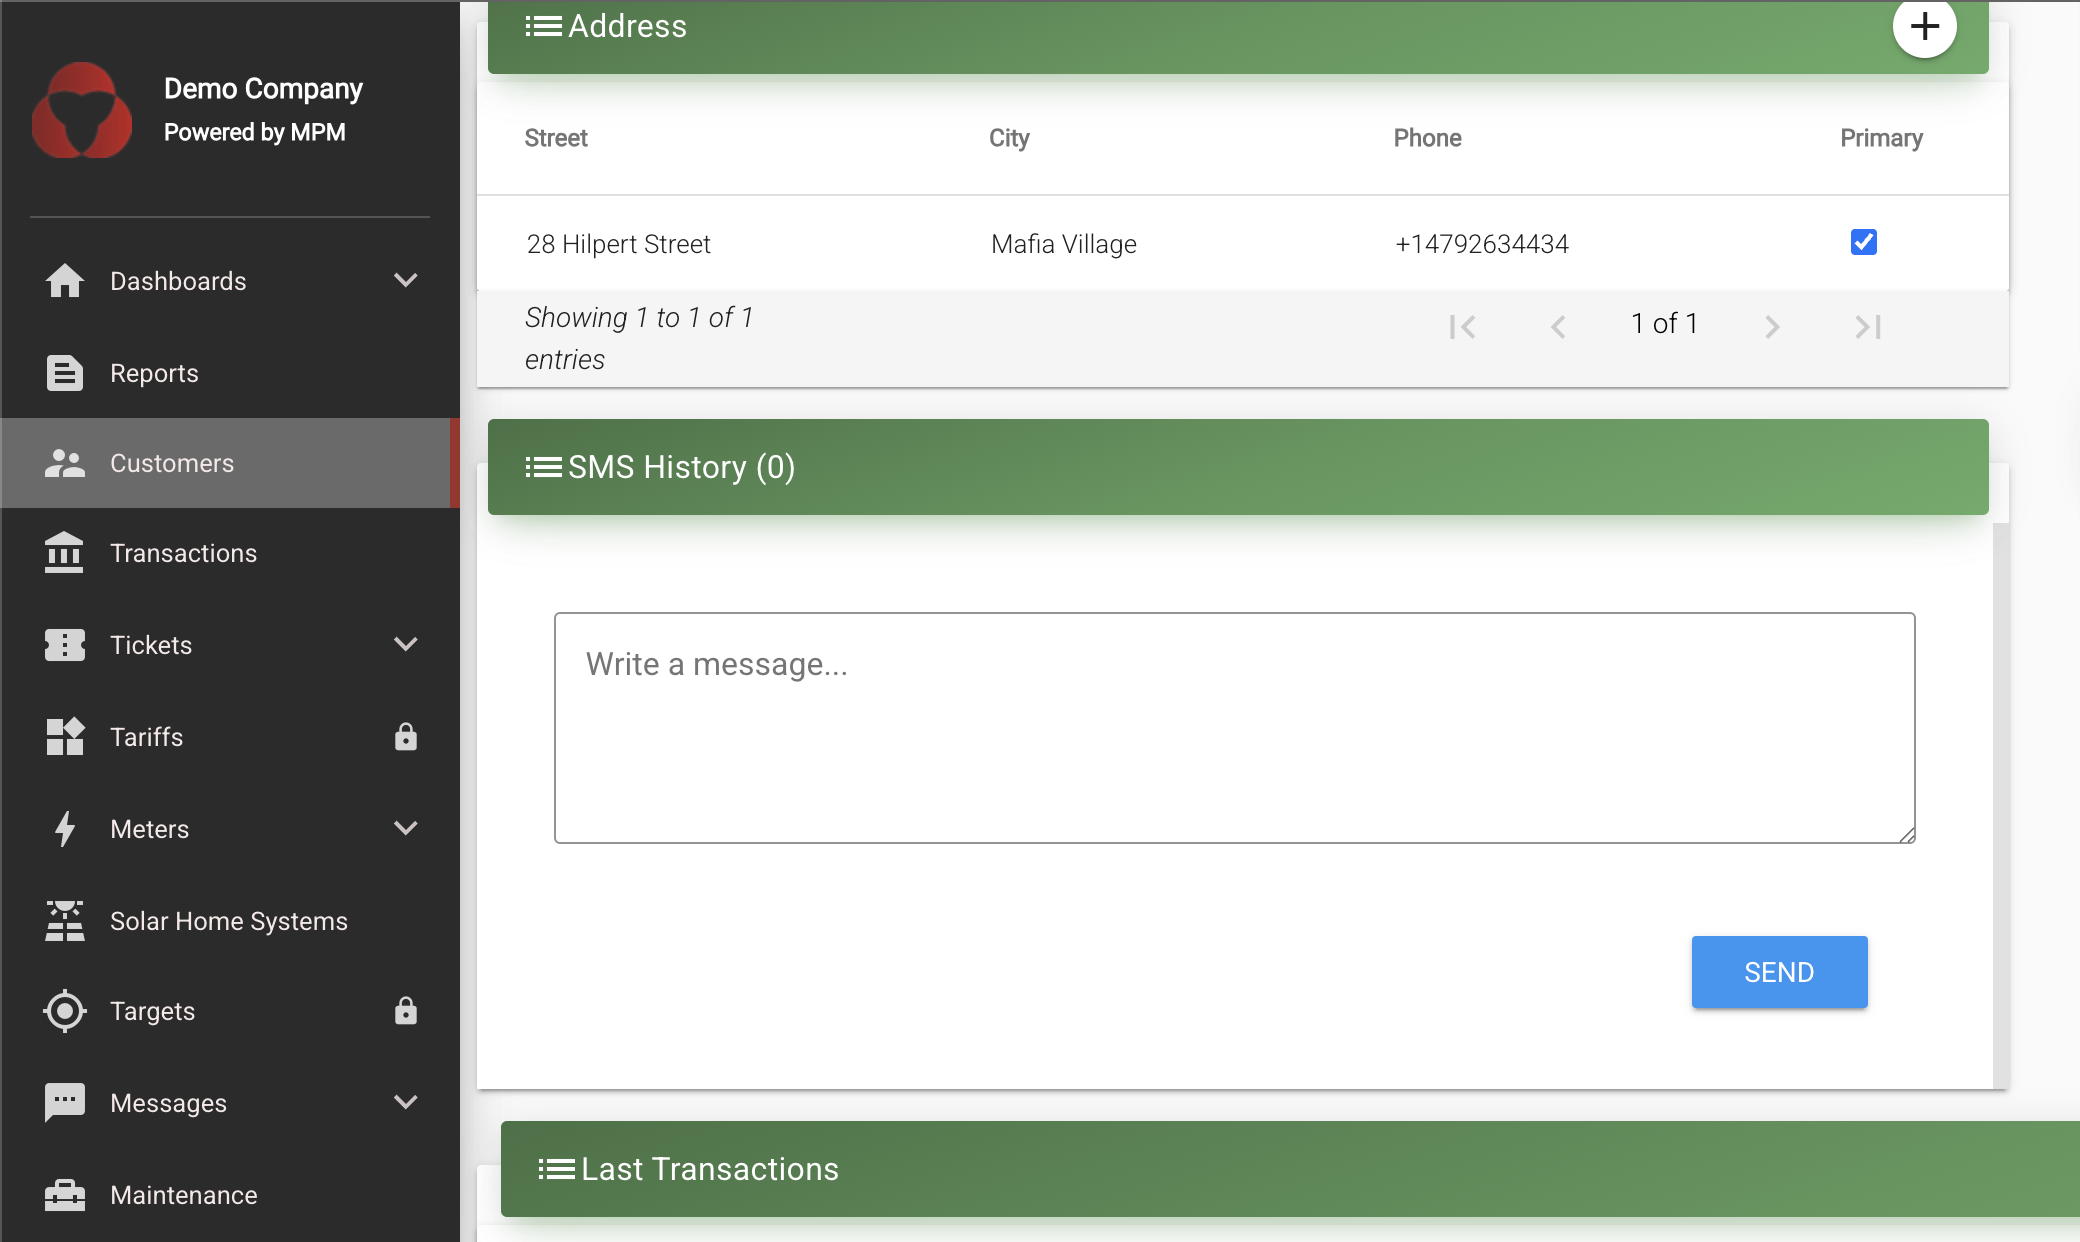 Demo Company
Powered by MPM
Dashboards
Reports
Customers
Transactions
Tickets
Tariffs
Meters
Solar Home Systems
Targets
Messages
Maintenance
Address
Street City Phone Primary
28 Hilpert Street Mafia Village +14792634434
Showing 1 to 1 of 1
entries
1 of 1
SMS History (0)
Write a message...
SEND
Last Transactions